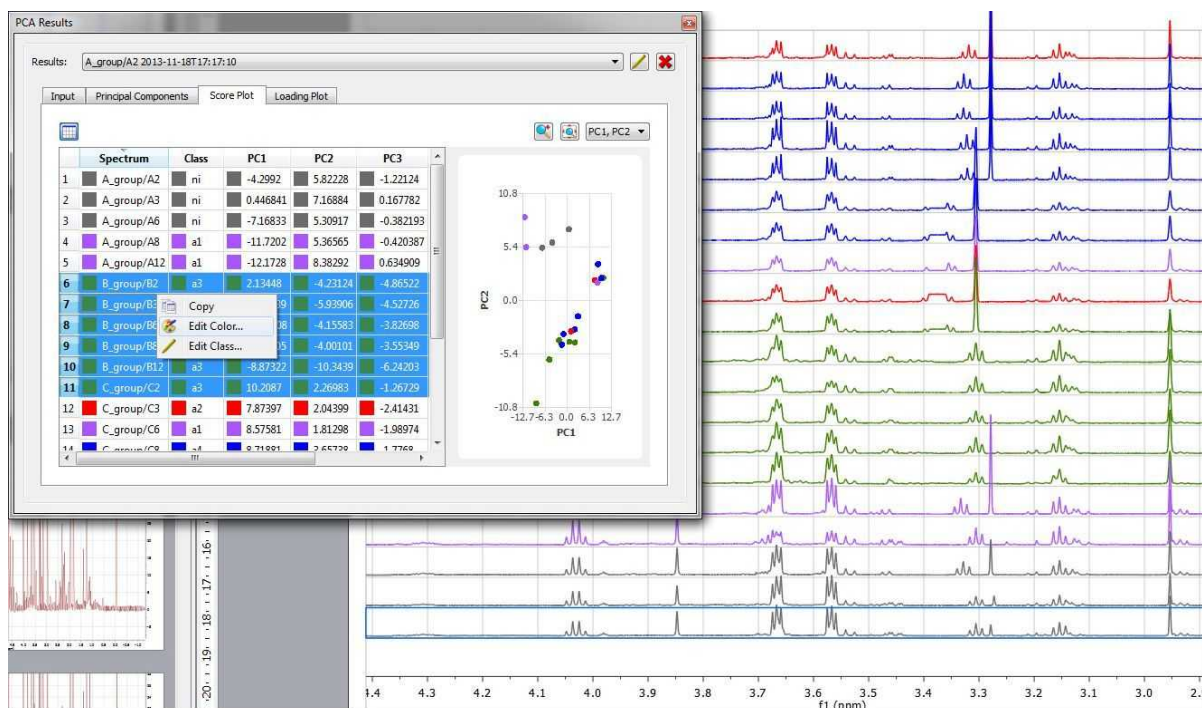 PCA Results
Results: A_group/A2 2013-11-18T17:17:10
Input Principal Components Score Plot Loading Plot
PC1, PC2
Spectrum Class PC1 PC2 PC3
1 A_group/A2 ni -4.2992 5.82228 -1.22124
2 A_group/A3 ni 0.446841 7.16884 0.167782
3 A_group/A6 ni -7.16833 5.30917 -0.382193
4 A_group/A8 a1 -11.7202 5.36565 -0.420387
5 A_group/A12 a1 -12.1728 8.38292 0.634909
6 B_group/B2 a3 2.13448 -4.23124 -4.86522
7 -5.93906 -4.52726
8 -4.15583 -3.82698
9 -4.00101 -3.55349
10 B_group/B12 a3 -8.87322 -10.3439 -6.24203
11 C_group/C2 a3 10.2087 2.26983 -1.26729
12 C_group/C3 a2 7.87397 2.04399 -2.41431
13 C_group/C6 a1 8.57581 1.81298 -1.98974
Copy
Edit Color...
Edit Class...
10.8
5.4
0.0
-5.4
-10.8
PC2
-12.7 -6.3 0.0 6.3 12.7
PC1
-16
-17
-18
-19
-20
4.4 4.3 4.2 4.1 4.0 3.9 3.8 3.7 3.6 3.5 3.4 3.3 3.2 3.1 3.0
f1 (ppm)